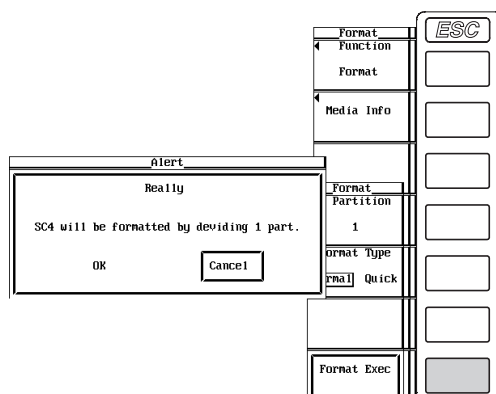 ESC
Format
Function
Format
Media Info
Alert
Really
SC4 will be formatted by deviding 1 part.
OK
Cancel
Format
Partition
1
ormat Type
rmal Quick
Format Exec